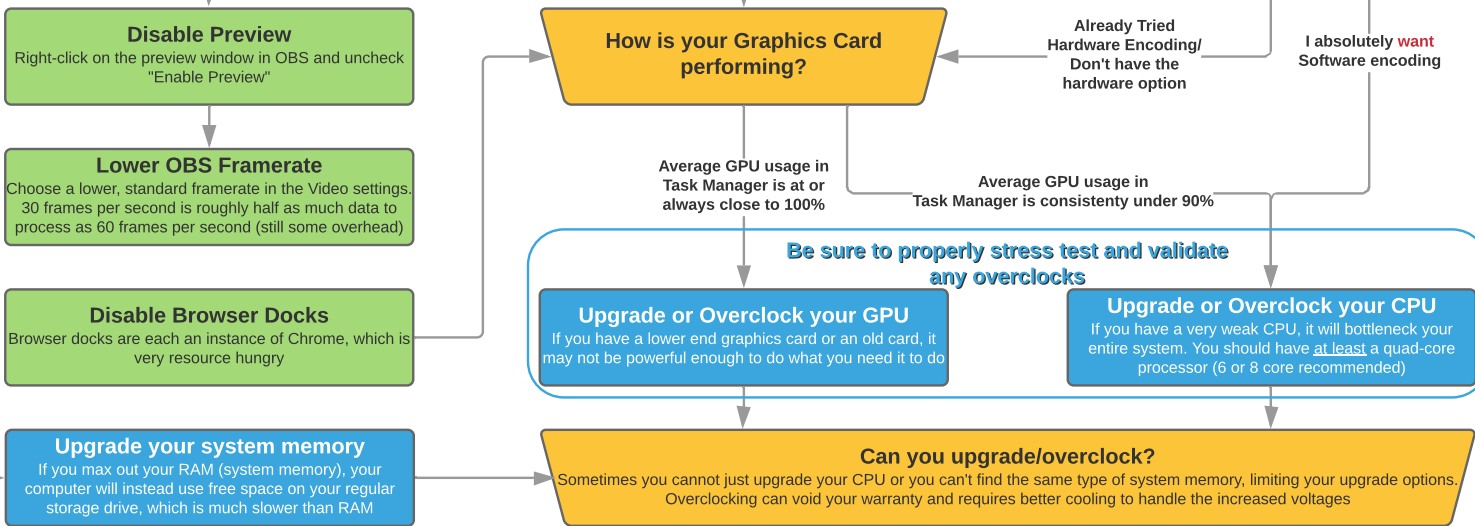 Disable Preview
Right-click on the preview window in OBS and uncheck
"Enable Preview"
Lower OBS Framerate
Choose a lower, standard framerate in the Video settings.
30 frames per second is roughly half as much data to
process as 60 frames per second (still some overhead)
Disable Browser Docks
Browser docks are each an instance of Chrome, which is
very resource hungry
Upgrade your system memory
If you max out your RAM (system memory), your
computer will instead use free space on your regular
storage drive, which is much slower than RAM
How is your Graphics Card
performing?
Already Tried
Hardware Encoding/
Don't have the
hardware option
I absolutely want
Software encoding
Average GPU usage in
Task Manager is at or
always close to 100%
Average GPU usage in
Task Manager is consistenty under 90%
Be sure to properly stress test and validate
any overclocks
Upgrade or Overclock your GPU
If you have a lower end graphics card or an old card, it
may not be powerful enough to do what you need it to do
Upgrade or Overclock your CPU
If you have a very weak CPU, it will bottleneck your
entire system. You should have at least a quad-core
processor (6 or 8 core recommended)
Can you upgrade/overclock?
Sometimes you cannot just upgrade your CPU or you can't find the same type of system memory, limiting your upgrade options.
Overclocking can void your warranty and requires better cooling to handle the increased voltages